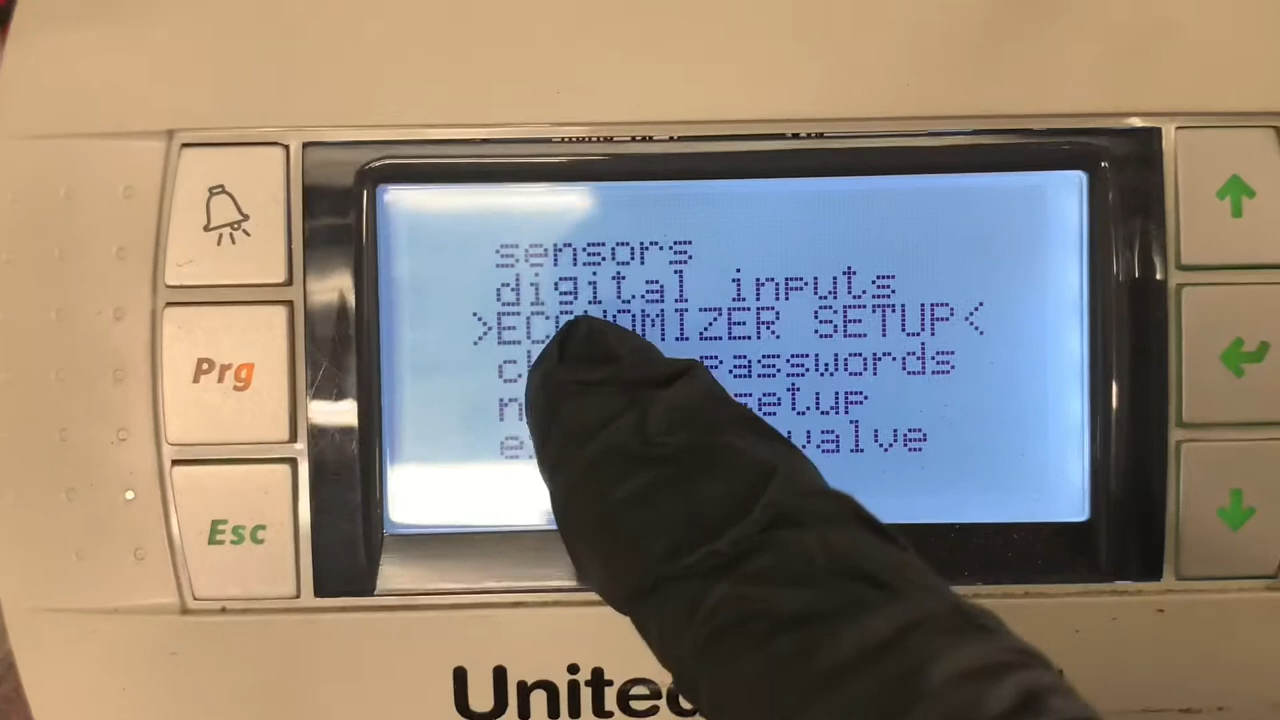 sensors
digital inputs
>ECONOMIZER SETUP<
passwords
setup
valve
Prg
Esc
United